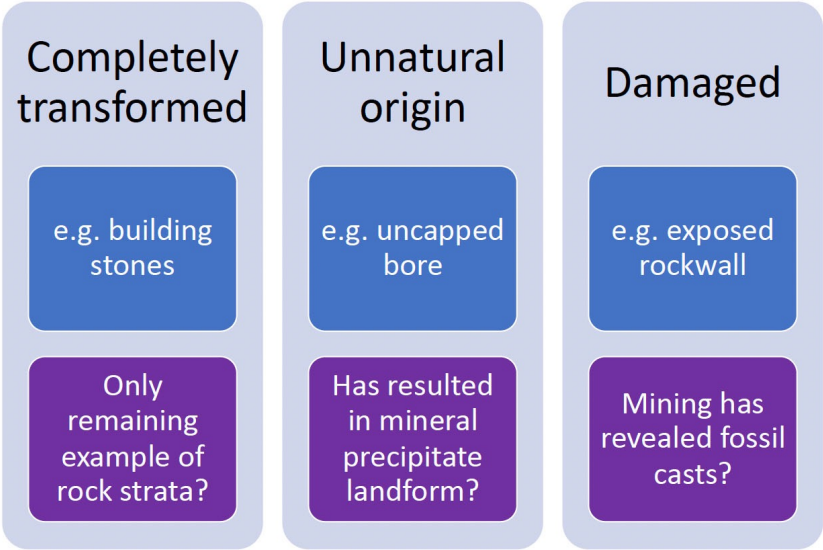 Completely
transformed
e.g. building
stones
Only
remaining
example of
rock strata?
Unnatural
origin
e.g. uncapped
bore
Has resulted
in mineral
precipitate
landform?
Damaged
e.g. exposed
rockwall
Mining has
revealed fossil
casts?